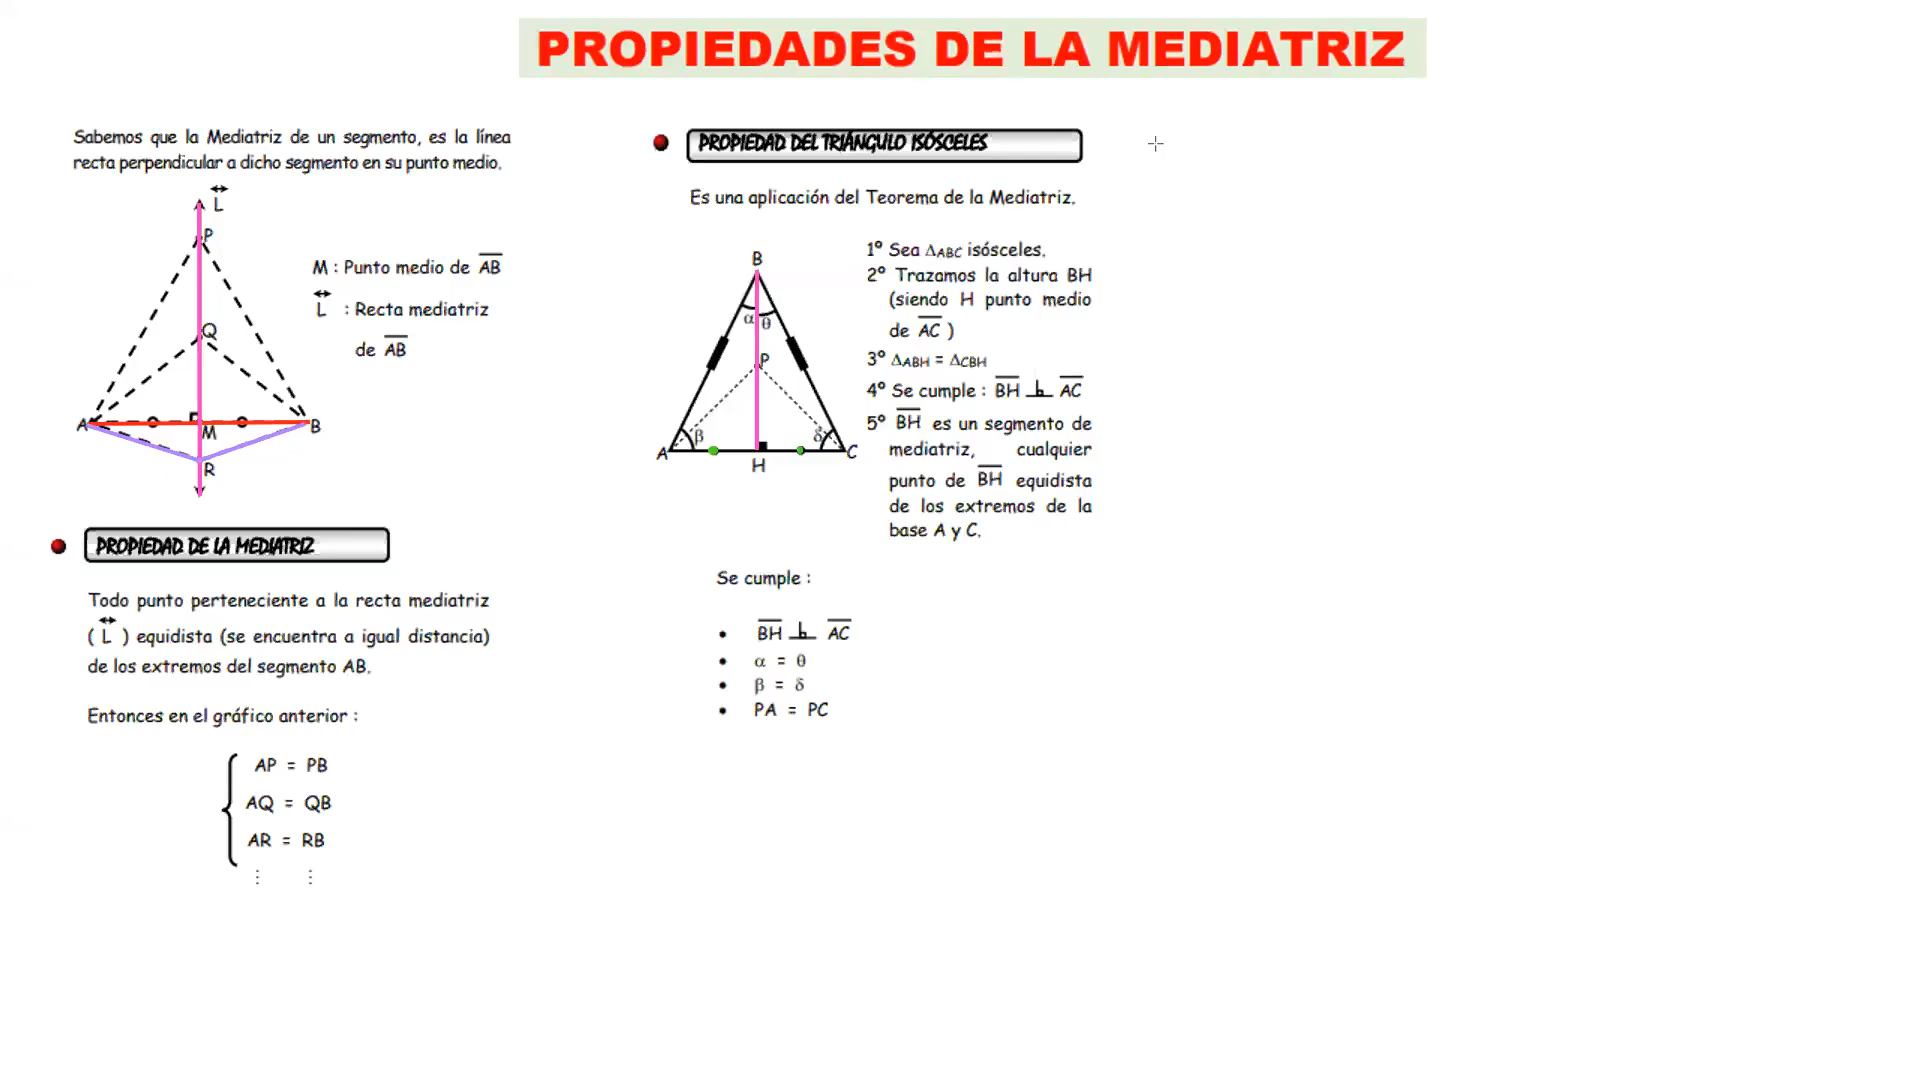 PROPIEDADES DE LA MEDIATRIZ
Sabemos que la Mediatriz de un segmento, es la línea
recta perpendicular a dicho segmento en su punto medio.
L
P
Q
A
M
B
R
M : Punto medio de AB
L : Recta mediatriz
de AB
PROPIEDAD DE LA MEDIATRIZ
Todo punto perteneciente a la recta mediatriz
( L ) equidista (se encuentra a igual distancia)
de los extremos del segmento AB.
Entonces en el gráfico anterior :
AP = PB
AQ = QB
AR = RB
⋮ ⋮
PROPIEDAD DEL TRIÁNGULO ISÓSCELES
Es una aplicación del Teorema de la Mediatriz.
B
α θ
P
β δ
A
H
C
1º Sea ΔABC isósceles.
2º Trazamos la altura BH
(siendo H punto medio
de AC )
3º ΔABH = ΔCBH
4º Se cumple : BH ⊥ AC
5º BH es un segmento de
mediatriz, cualquier
punto de BH equidista
de los extremos de la
base A y C.
Se cumple :
• BH ⊥ AC
• α = θ
• β = δ
• PA = PC